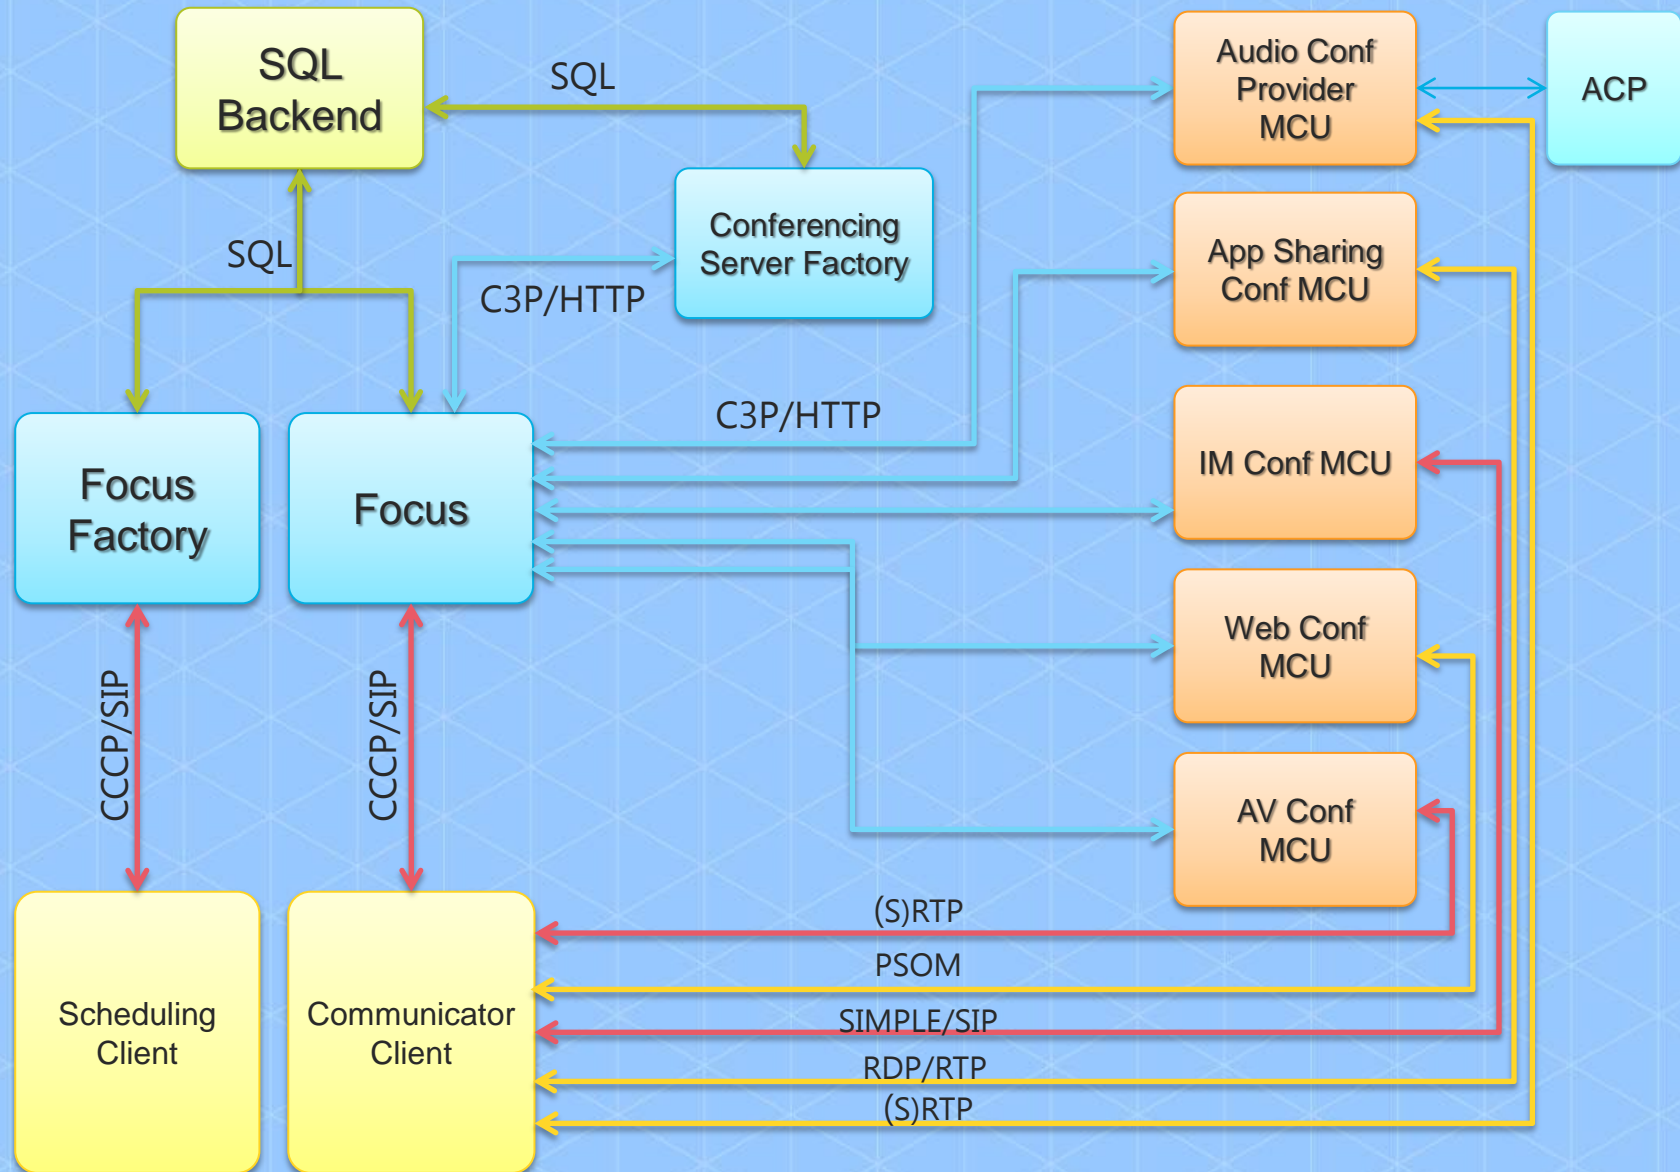 SQL
Backend
SQL
Audio Conf
Provider
MCU
ACP
Conferencing
Server Factory
SQL
C3P/HTTP
App Sharing
Conf MCU
C3P/HTTP
Focus
Factory
Focus
IM Conf MCU
Web Conf
MCU
CCCP/SIP
CCCP/SIP
AV Conf
MCU
(S)RTP
PSOM
SIMPLE/SIP
RDP/RTP
(S)RTP
Scheduling
Client
Communicator
Client